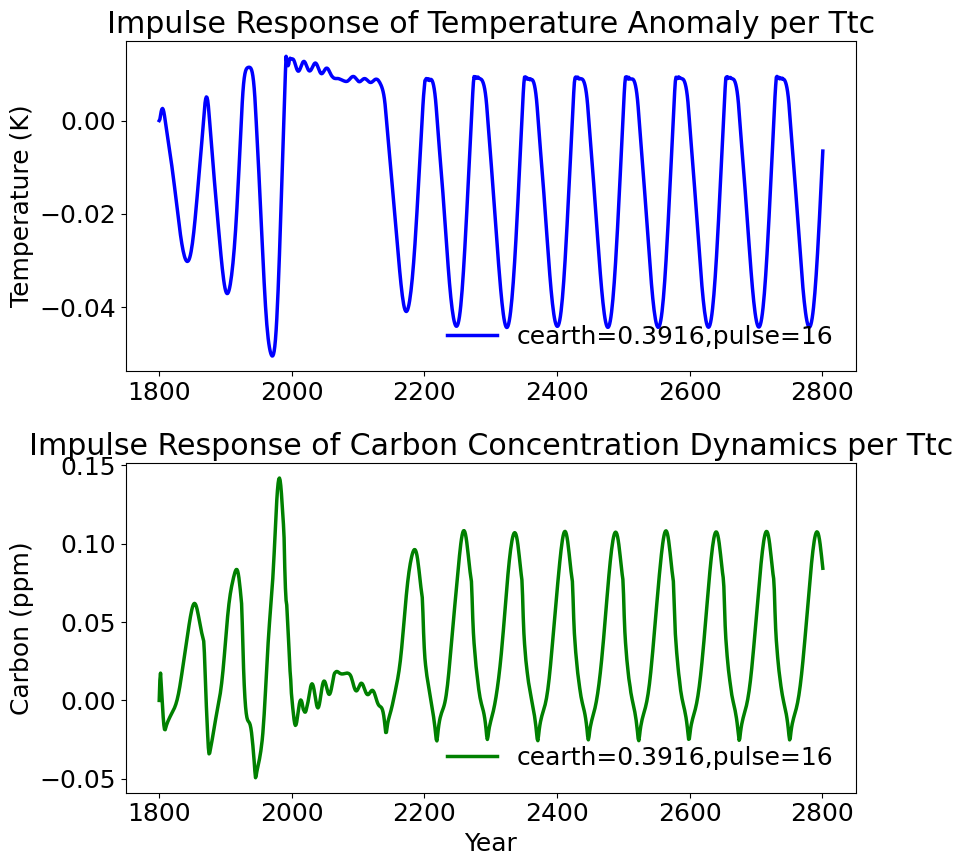 Impulse Response of Temperature Anomaly per Ttc
Temperature (K)
0.00
−0.02
−0.04
cearth=0.3916,pulse=16
1800 2000 2200 2400 2600 2800
Impulse Response of Carbon Concentration Dynamics per Ttc
Carbon (ppm)
0.15
0.10
0.05
0.00
−0.05
cearth=0.3916,pulse=16
1800 2000 2200 2400 2600 2800
Year